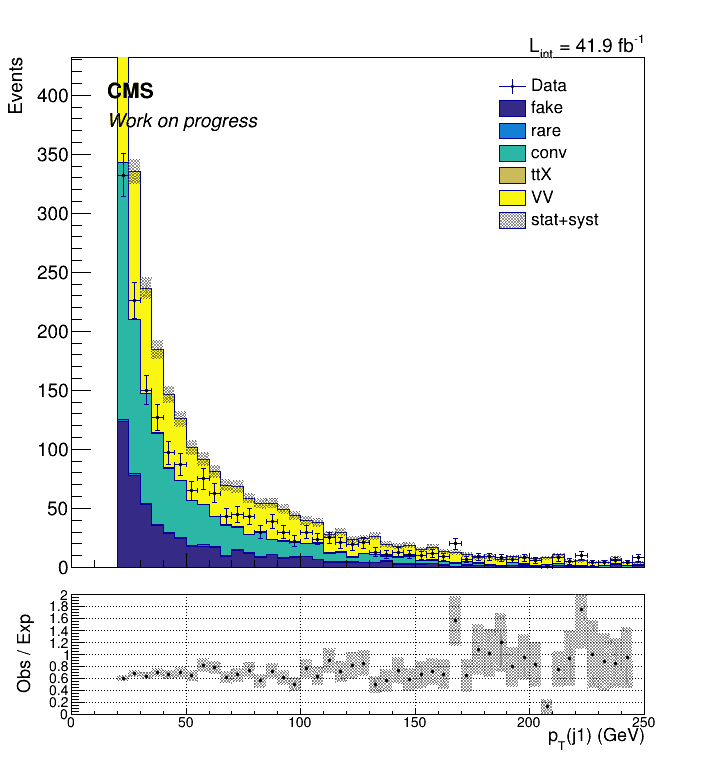 L_int = 41.9 fb^-1
Events
CMS
Work on progress
Data
fake
rare
conv
ttX
VV
stat+syst
400
350
300
250
200
150
100
50
0
Obs / Exp
2
1.8
1.6
1.4
1.2
1
0.8
0.6
0.4
0.2
0
0 50 100 150 200 250
p_T(j1) (GeV)